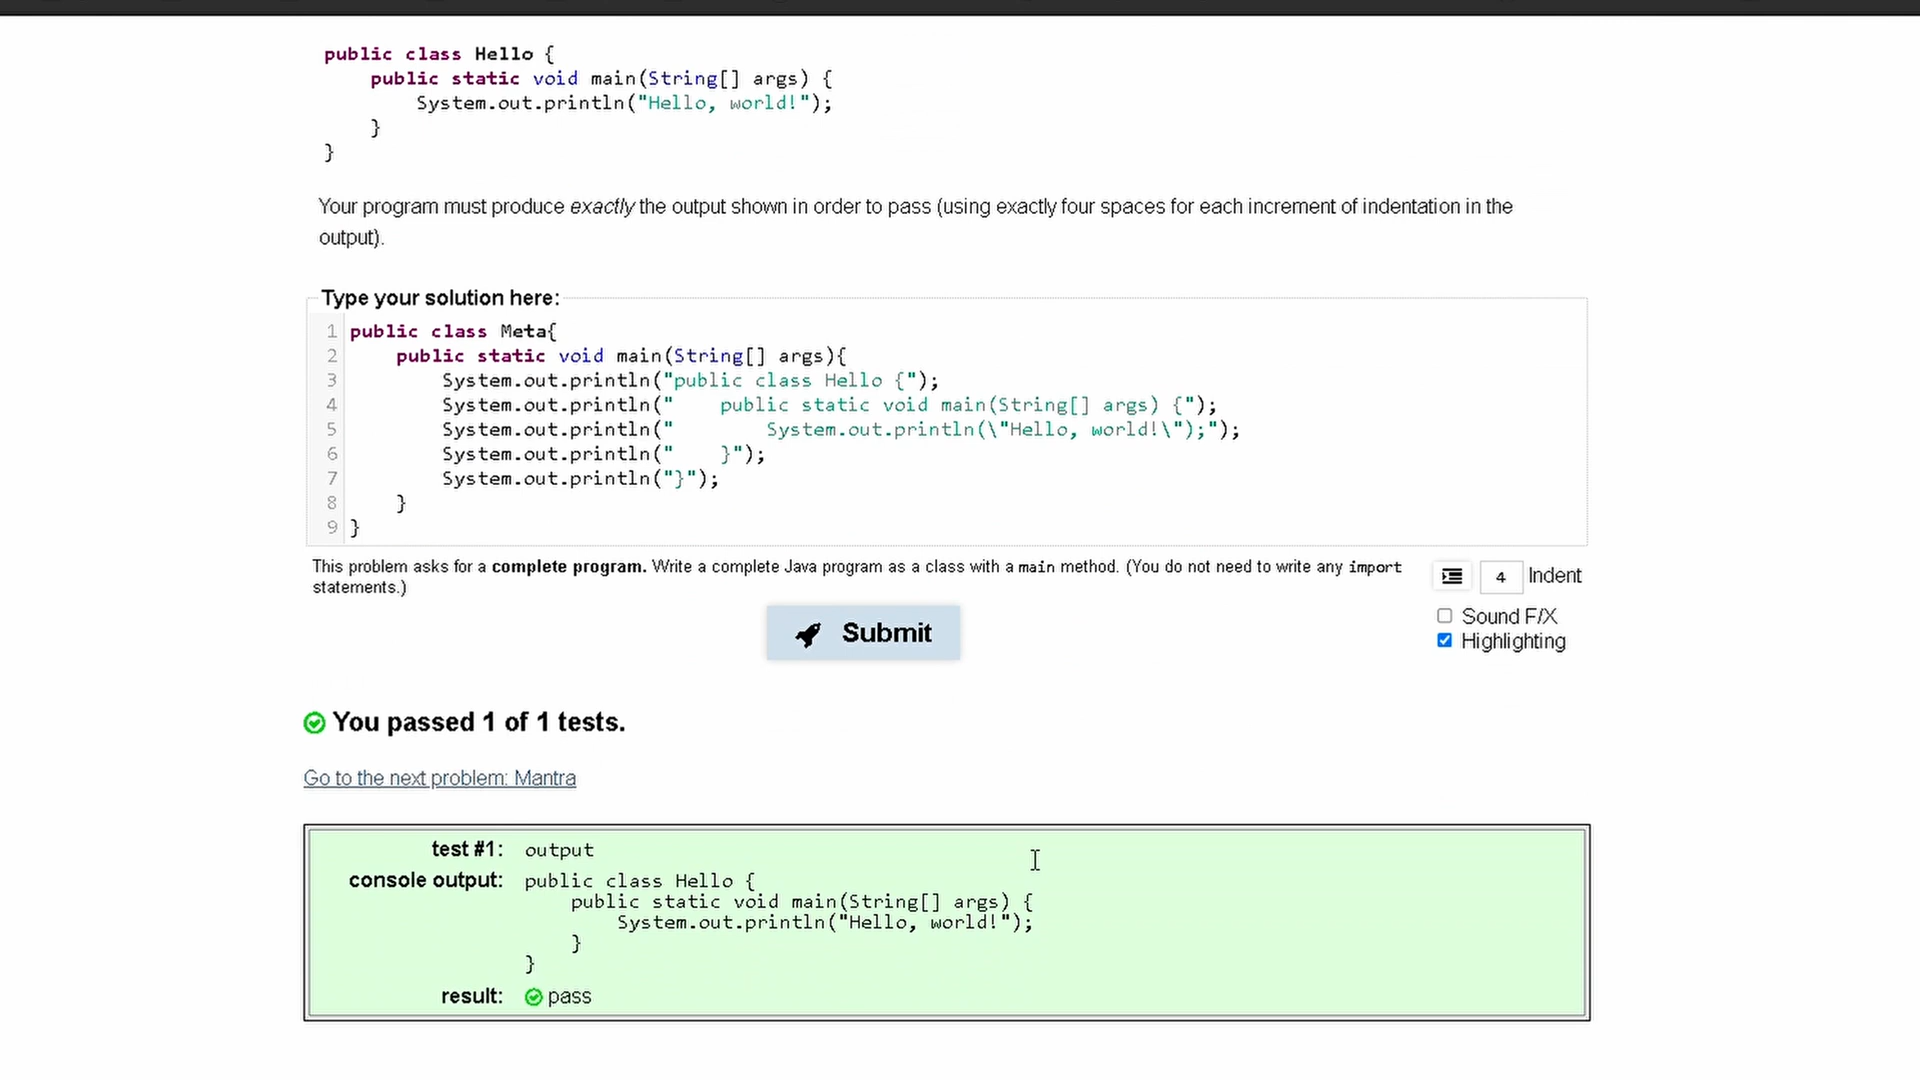 public class Hello {
    public static void main(String[] args) {
        System.out.println("Hello, world!");
    }
}
Your program must produce exactly the output shown in order to pass (using exactly four spaces for each increment of indentation in the
output).
Type your solution here:
1 public class Meta{
2     public static void main(String[] args){
3         System.out.println("public class Hello {");
4         System.out.println("    public static void main(String[] args) {");
5         System.out.println("        System.out.println(\"Hello, world!\");");
6         System.out.println("    }");
7         System.out.println("}");
8     }
9 }
This problem asks for a complete program. Write a complete Java program as a class with a main method. (You do not need to write any import
statements.)
4 Indent
Sound F/X
Highlighting
Submit
You passed 1 of 1 tests.
Go to the next problem: Mantra
test #1: output
console output: public class Hello {
    public static void main(String[] args) {
        System.out.println("Hello, world!");
    }
}
result: pass